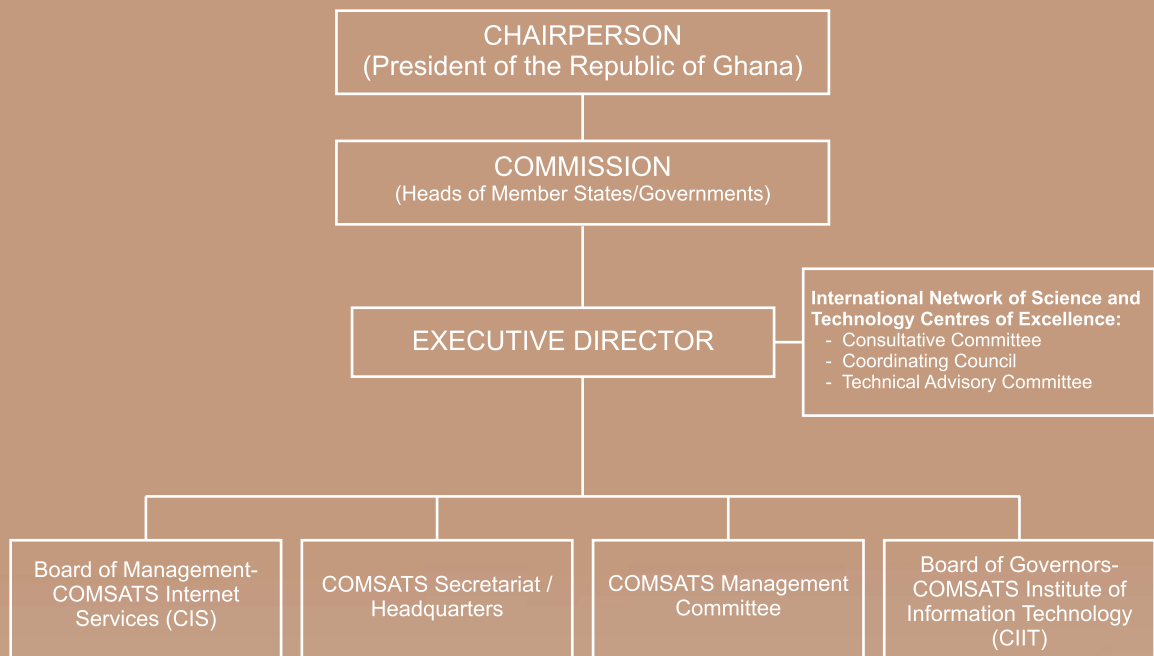 CHAIRPERSON
(President of the Republic of Ghana)
COMMISSION
(Heads of Member States/Governments)
EXECUTIVE DIRECTOR
International Network of Science and
Technology Centres of Excellence:
- Consultative Committee
- Coordinating Council
- Technical Advisory Committee
Board of Management-
COMSATS Internet
Services (CIS)
COMSATS Secretariat /
Headquarters
COMSATS Management
Committee
Board of Governors-
COMSATS Institute of
Information Technology
(CIIT)